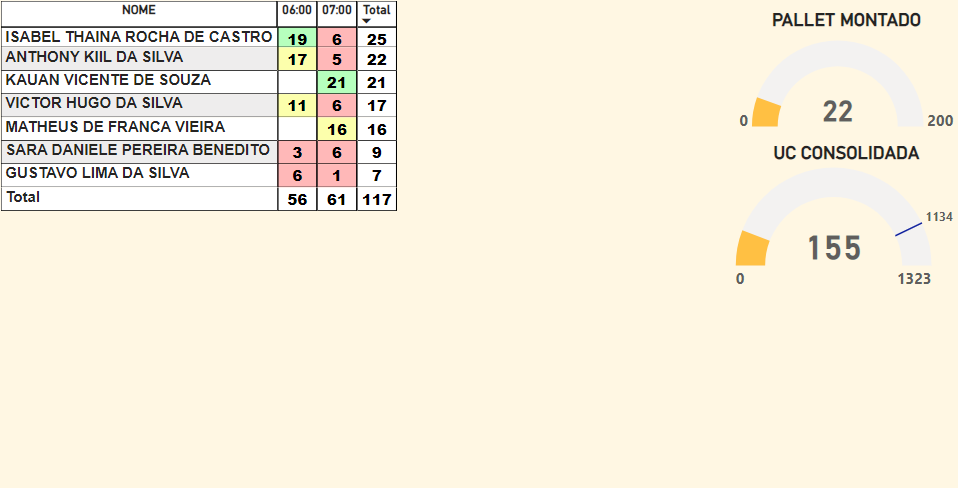 NOME 06:00 07:00 Total
ISABEL THAINA ROCHA DE CASTRO 19 6 25
ANTHONY KIIL DA SILVA 17 5 22
KAUAN VICENTE DE SOUZA 21 21
VICTOR HUGO DA SILVA 11 6 17
MATHEUS DE FRANCA VIEIRA 16 16
SARA DANIELE PEREIRA BENEDITO 3 6 9
GUSTAVO LIMA DA SILVA 6 1 7
Total 56 61 117
PALLET MONTADO
22
0 200
UC CONSOLIDADA
1134
155
0 1323